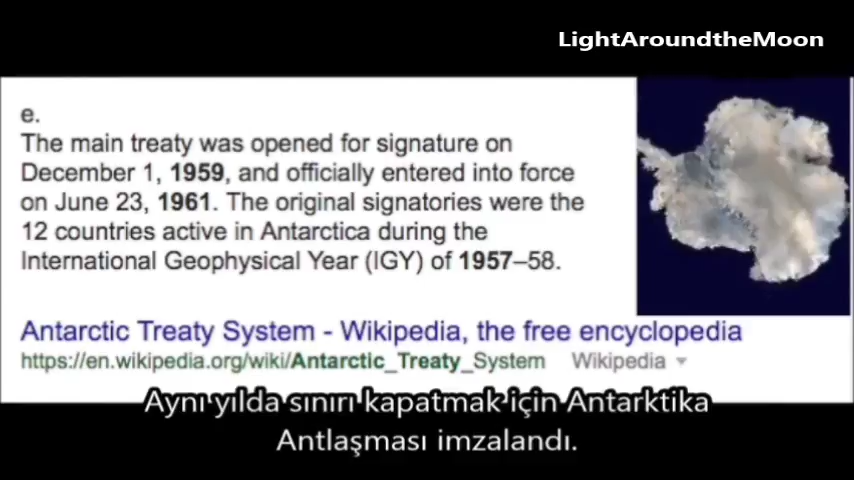 LightAroundtheMoon
e.
The main treaty was opened for signature on
December 1, 1959, and officially entered into force
on June 23, 1961. The original signatories were the
12 countries active in Antarctica during the
International Geophysical Year (IGY) of 1957–58.
Antarctic Treaty System - Wikipedia, the free encyclopedia
https://en.wikipedia.org/wiki/Antarctic_Treaty_System Wikipedia
Aynı yılda sınırı kapatmak için Antarktika
Antlaşması imzalandı.